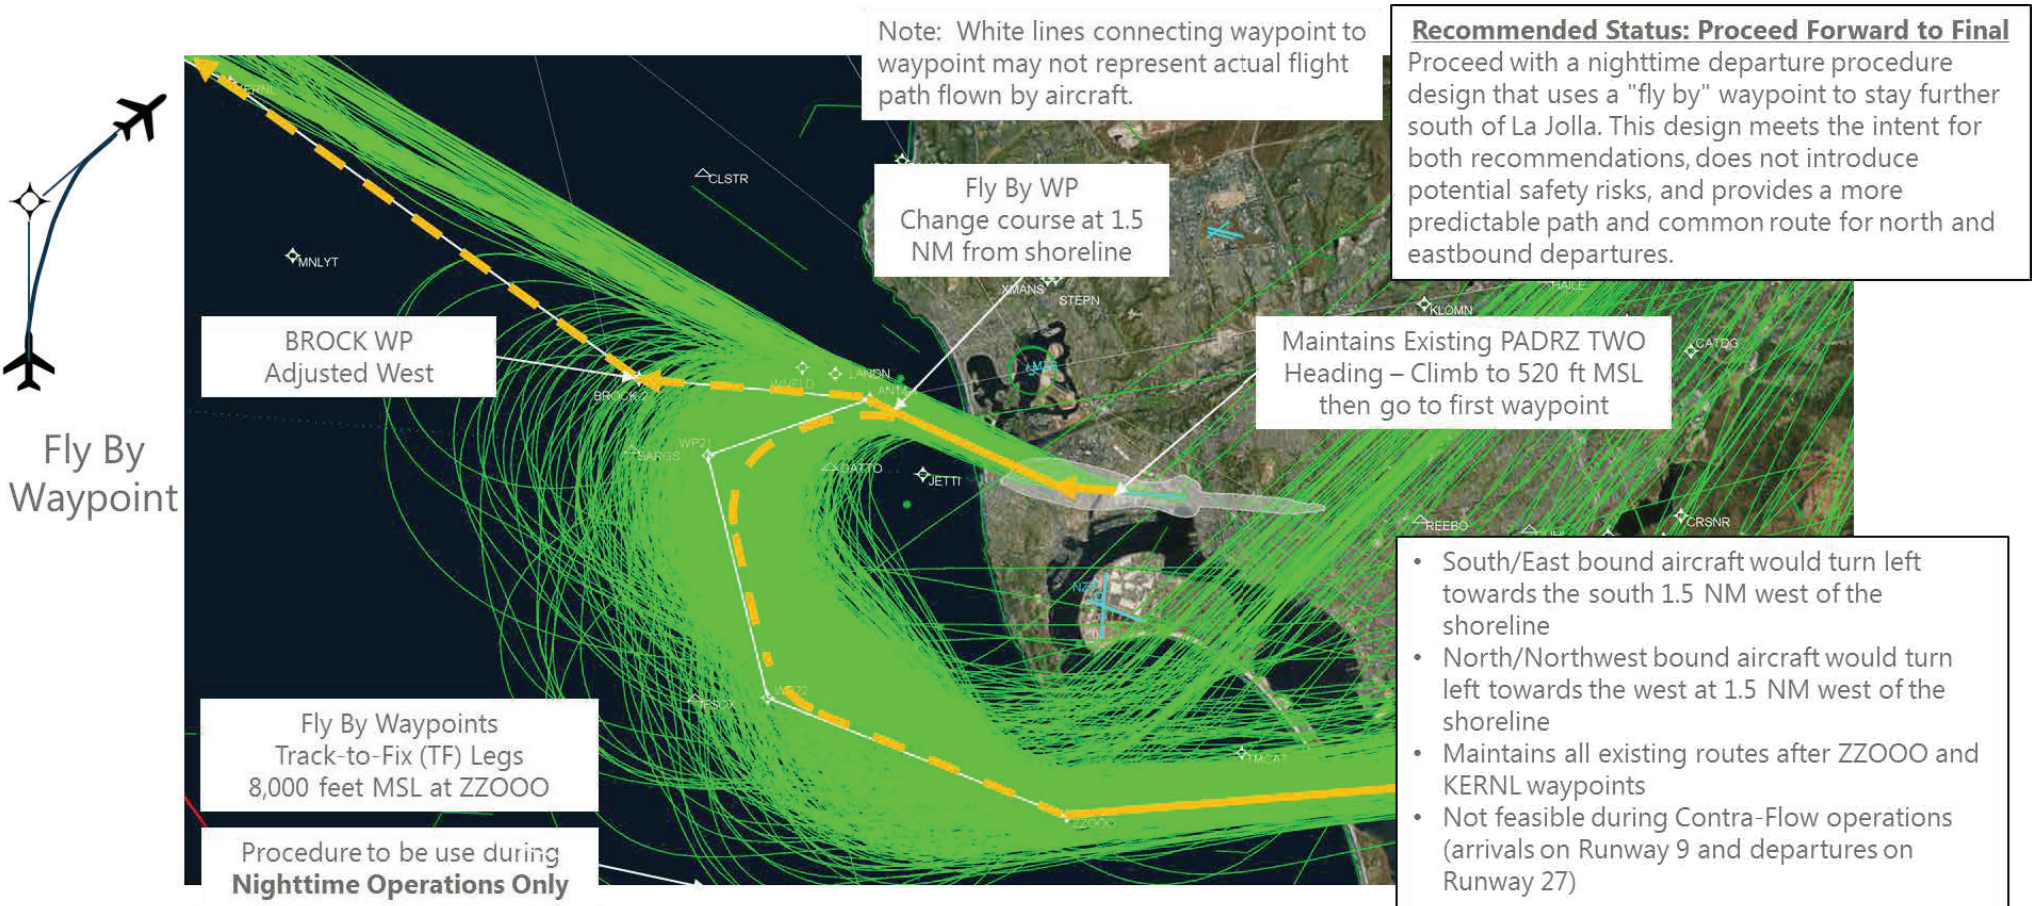 Note:  White lines connecting waypoint to
waypoint may not represent actual flight
path flown by aircraft.
Recommended Status: Proceed Forward to Final
Proceed with a nighttime departure procedure
design that uses a "fly by" waypoint to stay further
south of La Jolla. This design meets the intent for
both recommendations, does not introduce
potential safety risks, and provides a more
predictable path and common route for north and
eastbound departures.
KERNL
CLSTR
MNLYT
Fly By WP
Change course at 1.5
NM from shoreline
XMANS
STEPN
HAILE
KLOMN
CATDG
BROCK WP
Adjusted West
Maintains Existing PADRZ TWO
Heading – Climb to 520 ft MSL
then go to first waypoint
LANDN
BROCK 2
WP21
SARGS
GATTO
JETTI
REEBO
CRSNR
Fly By
Waypoint
IPSOX
TMCAT
ZZOOO
Fly By Waypoints
Track-to-Fix (TF) Legs
8,000 feet MSL at ZZOOO
Procedure to be use during
Nighttime Operations Only
• South/East bound aircraft would turn left
towards the south 1.5 NM west of the
shoreline
• North/Northwest bound aircraft would turn
left towards the west at 1.5 NM west of the
shoreline
• Maintains all existing routes after ZZOOO and
KERNL waypoints
• Not feasible during Contra-Flow operations
(arrivals on Runway 9 and departures on
Runway 27)